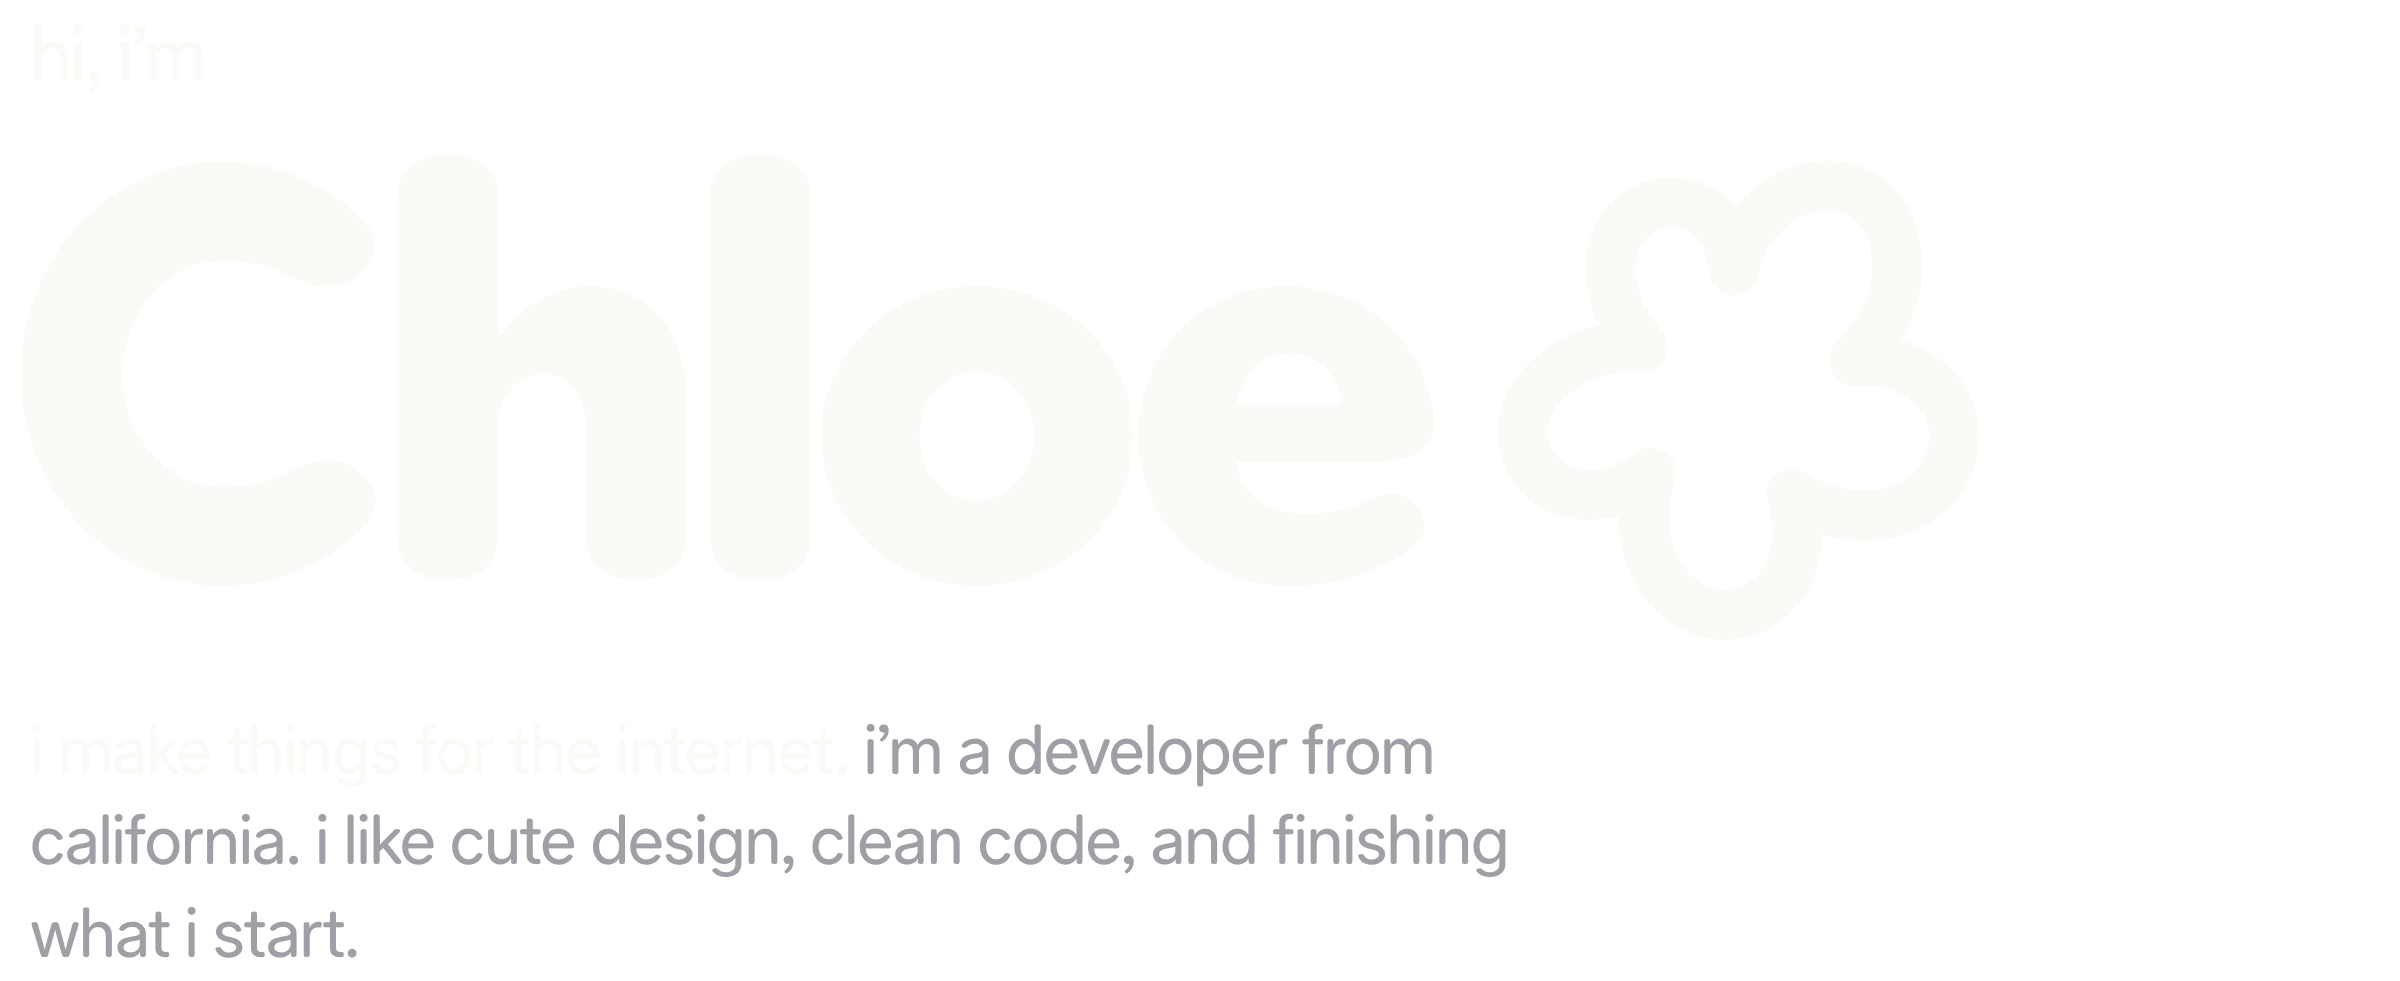 hi, i’m
Chloe
i make things for the internet. i’m a developer from
california. i like cute design, clean code, and finishing
what i start.